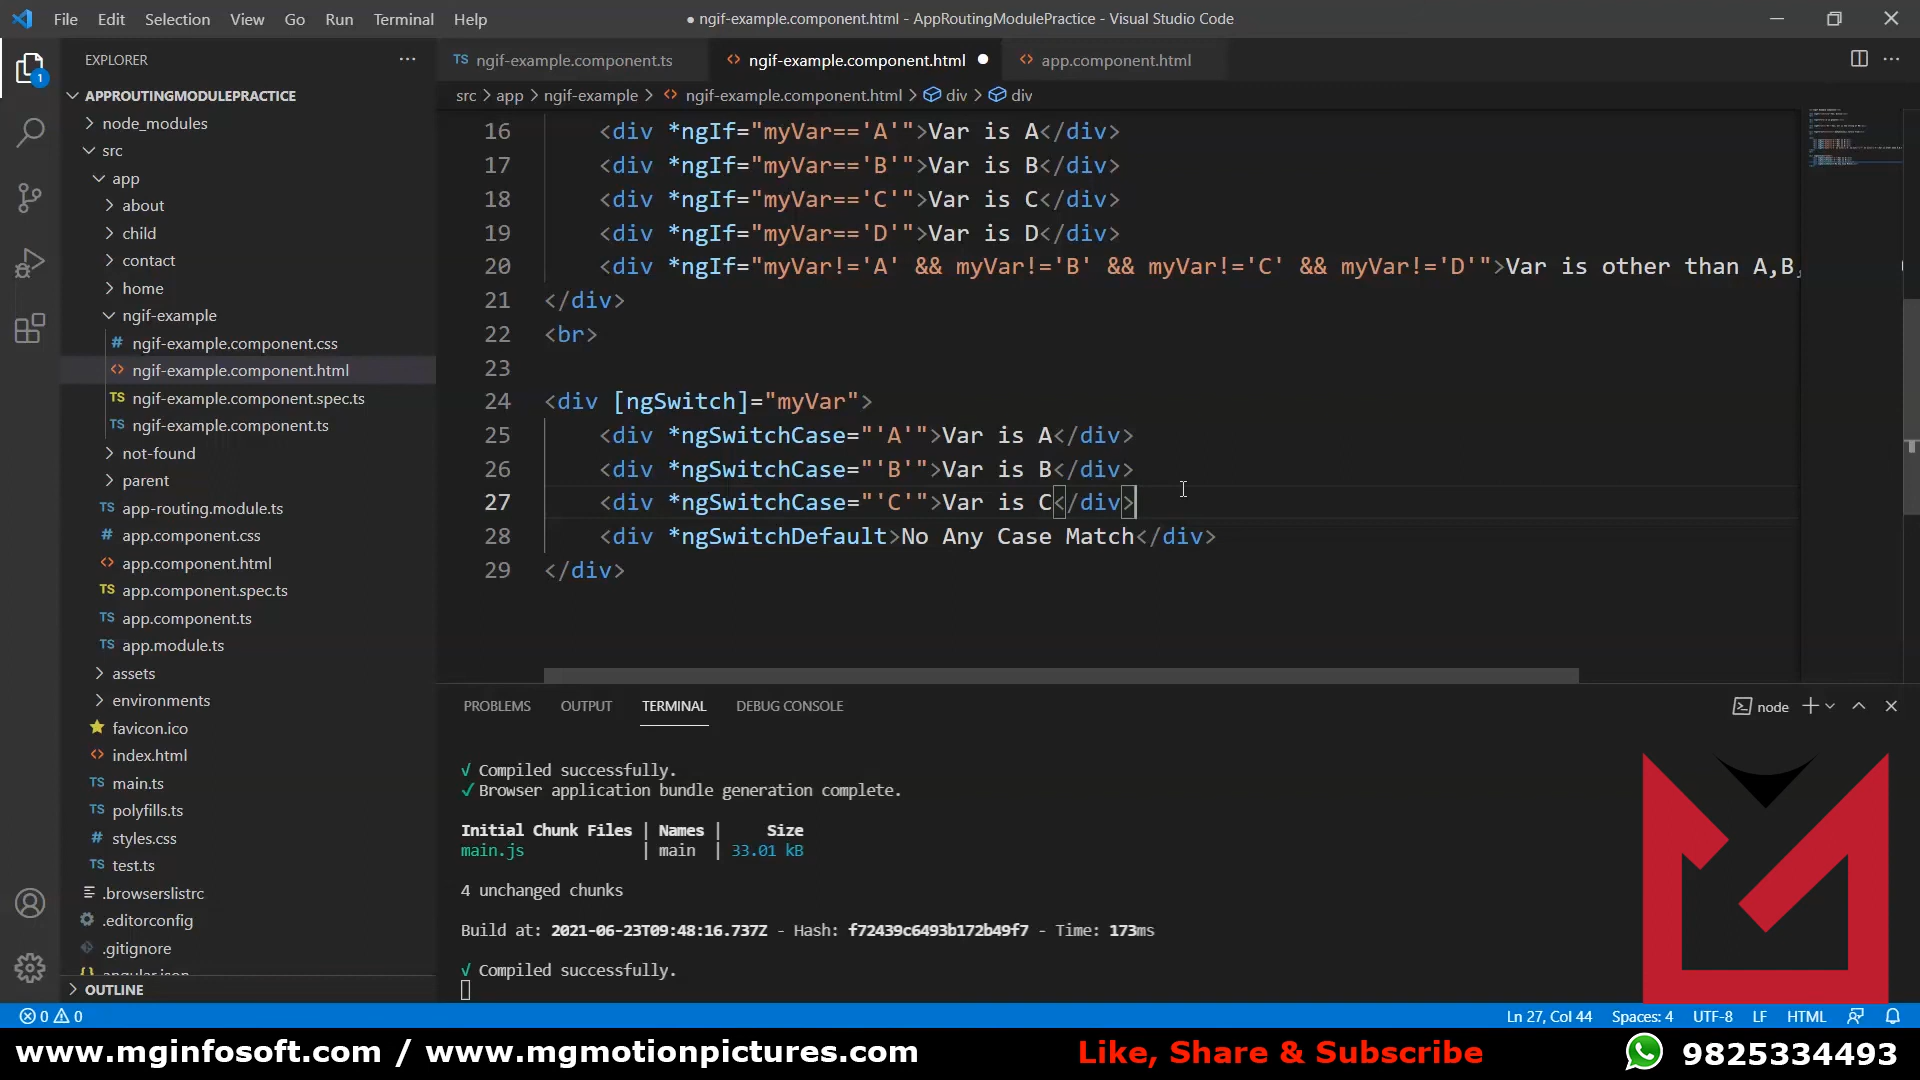 File Edit Selection View Go Run Terminal Help
● ngif-example.component.html - AppRoutingModulePractice - Visual Studio Code
EXPLORER
TS ngif-example.component.ts
ngif-example.component.html
app.component.html
src > app > ngif-example > ngif-example.component.html > div > div
1
APPROUTINGMODULEPRACTICE
node_modules
src
app
about
child
contact
home
ngif-example
# ngif-example.component.css
ngif-example.component.html
TS ngif-example.component.spec.ts
TS ngif-example.component.ts
not-found
parent
TS app-routing.module.ts
# app.component.css
app.component.html
TS app.component.spec.ts
TS app.component.ts
TS app.module.ts
assets
environments
favicon.ico
index.html
TS main.ts
TS polyfills.ts
# styles.css
TS test.ts
.browserslistrc
.editorconfig
.gitignore
angular.json
OUTLINE
16 <div *ngIf="myVar=='A'">Var is A</div>
17 <div *ngIf="myVar=='B'">Var is B</div>
18 <div *ngIf="myVar=='C'">Var is C</div>
19 <div *ngIf="myVar=='D'">Var is D</div>
20 <div *ngIf="myVar!='A' && myVar!='B' && myVar!='C' && myVar!='D'">Var is other than A,B,
21 </div>
22 <br>
23
24 <div [ngSwitch]="myVar">
25 <div *ngSwitchCase="'A'">Var is A</div>
26 <div *ngSwitchCase="'B'">Var is B</div>
27 <div *ngSwitchCase="'C'">Var is C</div>
28 <div *ngSwitchDefault>No Any Case Match</div>
29 </div>
PROBLEMS OUTPUT TERMINAL DEBUG CONSOLE
node
√ Compiled successfully.
✓ Browser application bundle generation complete.
Initial Chunk Files | Names | Size
main.js | main | 33.01 kB
4 unchanged chunks
Build at: 2021-06-23T09:48:16.737Z - Hash: f72439c6493b172b49f7 - Time: 173ms
√ Compiled successfully.
0 0
Ln 27, Col 44 Spaces: 4 UTF-8 LF HTML
www.mginfosoft.com / www.mgmotionpictures.com
Like, Share & Subscribe
9825334493